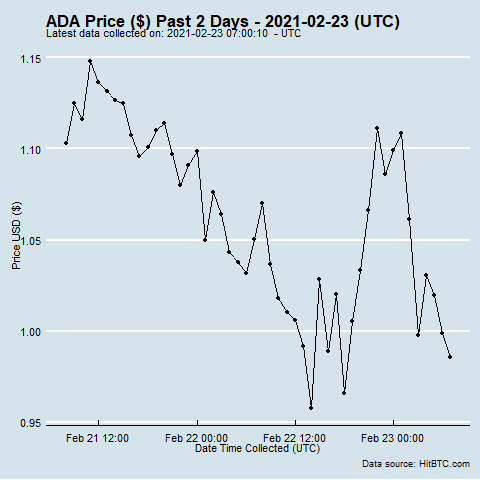 ADA Price ($) Past 2 Days - 2021-02-23 (UTC)
Latest data collected on: 2021-02-23 07:00:10 - UTC
1.15
1.10
1.05
1.00
0.95
Price USD ($)
Feb 21 12:00 Feb 22 00:00 Feb 22 12:00 Feb 23 00:00
Date Time Collected (UTC)
Data source: HitBTC.com